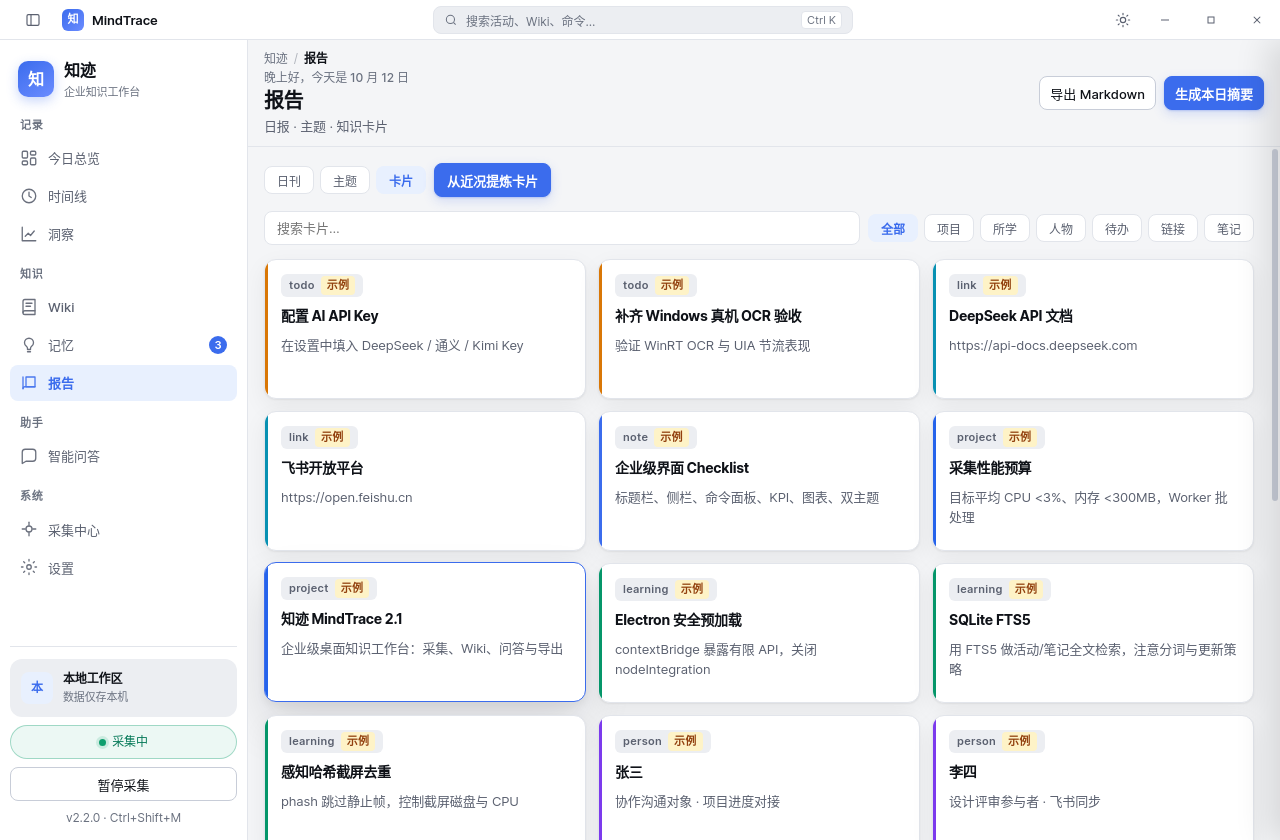 知 MindTrace
搜索活动、Wiki、命令... Ctrl K
知 知迹
企业知识工作台
记录
今日总览
时间线
洞察
知识
Wiki
记忆 3
报告
助手
智能问答
系统
采集中心
设置
本 本地工作区
数据仅存本机
采集中
暂停采集
v2.2.0 · Ctrl+Shift+M
知迹 / 报告
晚上好，今天是 10 月 12 日
报告
日报 · 主题 · 知识卡片
导出 Markdown 生成本日摘要
日刊 主题 卡片 从近况提炼卡片
搜索卡片... 全部 项目 所学 人物 待办 链接 笔记
todo 示例
配置 AI API Key
在设置中填入 DeepSeek / 通义 / Kimi Key
todo 示例
补齐 Windows 真机 OCR 验收
验证 WinRT OCR 与 UIA 节流表现
link 示例
DeepSeek API 文档
https://api-docs.deepseek.com
link 示例
飞书开放平台
https://open.feishu.cn
note 示例
企业级界面 Checklist
标题栏、侧栏、命令面板、KPI、图表、双主题
project 示例
采集性能预算
目标平均 CPU <3%、内存 <300MB，Worker 批
处理
project 示例
知迹 MindTrace 2.1
企业级桌面知识工作台：采集、Wiki、问答与导出
learning 示例
Electron 安全预加载
contextBridge 暴露有限 API，关闭
nodeIntegration
learning 示例
SQLite FTS5
用 FTS5 做活动/笔记全文检索，注意分词与更新策
略
learning 示例
感知哈希截屏去重
phash 跳过静止帧，控制截屏磁盘与 CPU
person 示例
张三
协作沟通对象 · 项目进度对接
person 示例
李四
设计评审参与者 · 飞书同步